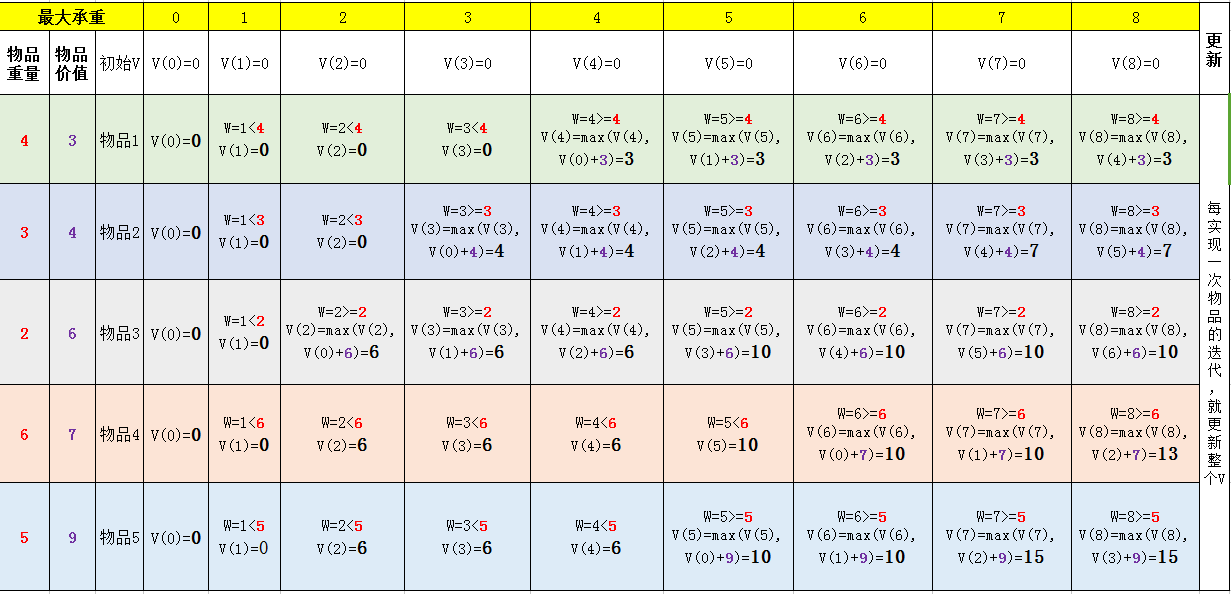 最大承重 0 1 2 3 4 5 6 7 8 更新
物品重量 物品价值 初始V V(0)=0 V(1)=0 V(2)=0 V(3)=0 V(4)=0 V(5)=0 V(6)=0 V(7)=0 V(8)=0
4 3 物品1 V(0)=0
W=1<4
V(1)=0
W=2<4
V(2)=0
W=3<4
V(3)=0
W=4>=4
V(4)=max(V(4),
V(0)+3)=3
W=5>=4
V(5)=max(V(5),
V(1)+3)=3
W=6>=4
V(6)=max(V(6),
V(2)+3)=3
W=7>=4
V(7)=max(V(7),
V(3)+3)=3
W=8>=4
V(8)=max(V(8),
V(4)+3)=3
3 4 物品2 V(0)=0
W=1<3
V(1)=0
W=2<3
V(2)=0
W=3>=3
V(3)=max(V(3),
V(0)+4)=4
W=4>=3
V(4)=max(V(4),
V(1)+4)=4
W=5>=3
V(5)=max(V(5),
V(2)+4)=4
W=6>=3
V(6)=max(V(6),
V(3)+4)=4
W=7>=3
V(7)=max(V(7),
V(4)+4)=7
W=8>=3
V(8)=max(V(8),
V(5)+4)=7
2 6 物品3 V(0)=0
W=1<2
V(1)=0
W=2>=2
V(2)=max(V(2),
V(0)+6)=6
W=3>=2
V(3)=max(V(3),
V(1)+6)=6
W=4>=2
V(4)=max(V(4),
V(2)+6)=6
W=5>=2
V(5)=max(V(5),
V(3)+6)=10
W=6>=2
V(6)=max(V(6),
V(4)+6)=10
W=7>=2
V(7)=max(V(7),
V(5)+6)=10
W=8>=2
V(8)=max(V(8),
V(6)+6)=10
6 7 物品4 V(0)=0
W=1<6
V(1)=0
W=2<6
V(2)=6
W=3<6
V(3)=6
W=4<6
V(4)=6
W=5<6
V(5)=10
W=6>=6
V(6)=max(V(6),
V(0)+7)=10
W=7>=6
V(7)=max(V(7),
V(1)+7)=10
W=8>=6
V(8)=max(V(8),
V(2)+7)=13
5 9 物品5 V(0)=0
W=1<5
V(1)=0
W=2<5
V(2)=6
W=3<5
V(3)=6
W=4<5
V(4)=6
W=5>=5
V(5)=max(V(5),
V(0)+9)=10
W=6>=5
V(6)=max(V(6),
V(1)+9)=10
W=7>=5
V(7)=max(V(7),
V(2)+9)=15
W=8>=5
V(8)=max(V(8),
V(3)+9)=15
每实现一次物品的迭代，就更新整个V